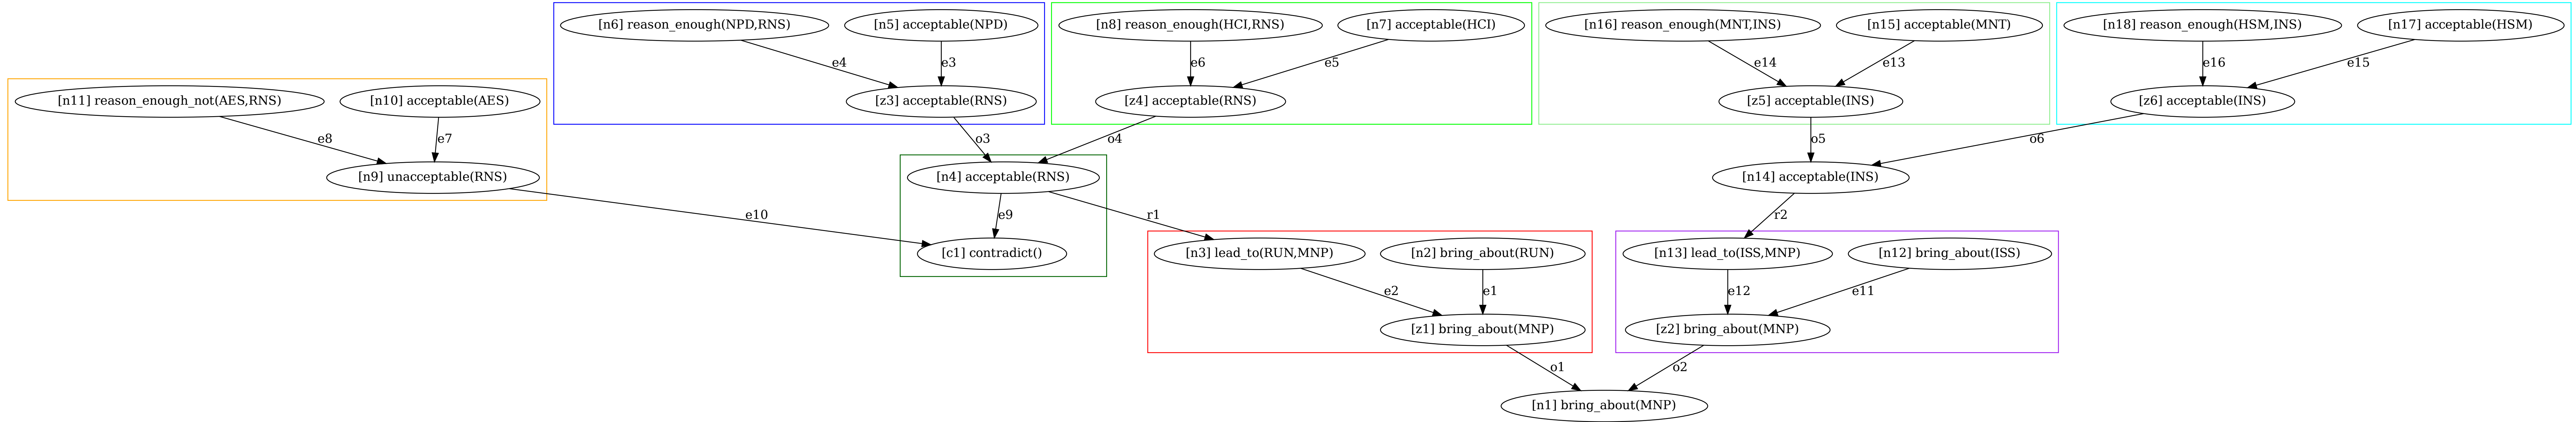 [n6] reason_enough(NPD,RNS)
[n5] acceptable(NPD)
[n8] reason_enough(HCI,RNS)
[n7] acceptable(HCI)
[n16] reason_enough(MNT,INS)
[n15] acceptable(MNT)
[n18] reason_enough(HSM,INS)
[n17] acceptable(HSM)
e4
e3
e6
e5
e14
e13
e16
e15
[n11] reason_enough_not(AES,RNS)
[n10] acceptable(AES)
[z3] acceptable(RNS)
[z4] acceptable(RNS)
[z5] acceptable(INS)
[z6] acceptable(INS)
e8
e7
o3
o4
o5
o6
[n9] unacceptable(RNS)
[n4] acceptable(RNS)
[n14] acceptable(INS)
e10
e9
r1
r2
[c1] contradict()
[n3] lead_to(RUN,MNP)
[n2] bring_about(RUN)
[n13] lead_to(ISS,MNP)
[n12] bring_about(ISS)
e2
e1
e12
e11
[z1] bring_about(MNP)
[z2] bring_about(MNP)
o1
o2
[n1] bring_about(MNP)